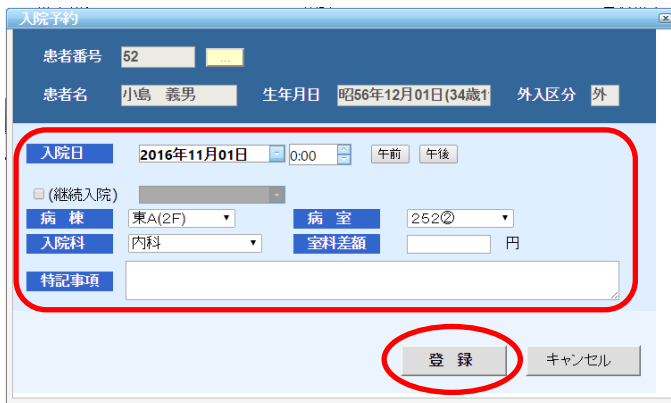 入院予約
患者番号 52 ...
患者名 小島 義男 生年月日 昭56年12月01日(34歳1 外入区分 外
入院日 2016年11月01日 0:00 午前 午後
(継続入院)
病 棟 東A(2F) 病 室 252②
入院科 内科 室料差額 円
特記事項
登 録 キャンセル